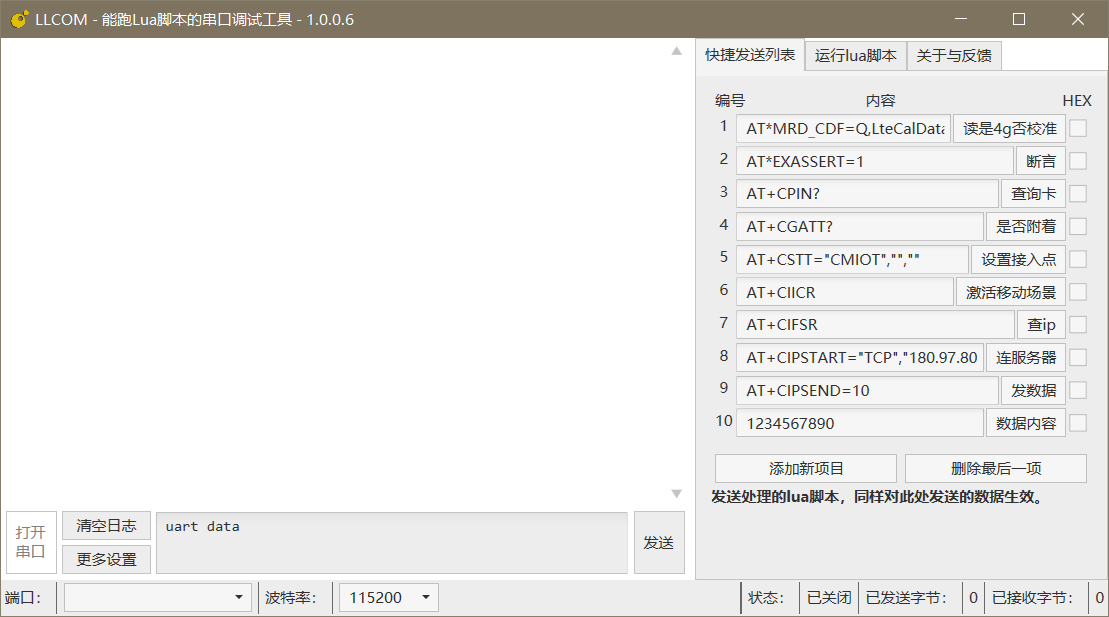 LLCOM - 能跑Lua脚本的串口调试工具 - 1.0.0.6
快捷发送列表 运行lua脚本 关于与反馈
编号 内容 HEX
1 AT*MRD_CDF=Q,LteCalData 读是4g否校准
2 AT*EXASSERT=1 断言
3 AT+CPIN? 查询卡
4 AT+CGATT? 是否附着
5 AT+CSTT="CMIOT","","" 设置接入点
6 AT+CIICR 激活移动场景
7 AT+CIFSR 查ip
8 AT+CIPSTART="TCP","180.97.80 连服务器
9 AT+CIPSEND=10 发数据
10 1234567890 数据内容
添加新项目 删除最后一项
发送处理的lua脚本，同样对此处发送的数据生效。
打开串口 清空日志 更多设置 uart data 发送
端口： 波特率： 115200 状态： 已关闭 已发送字节： 0 已接收字节： 0